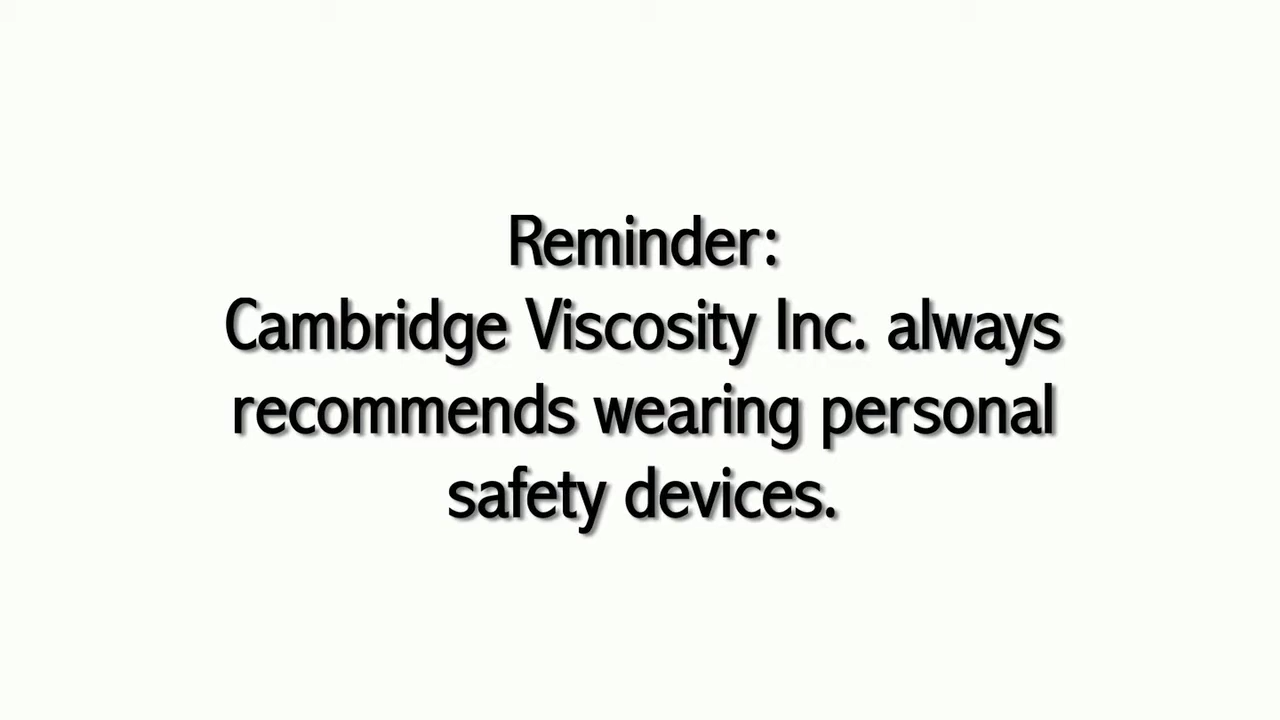 Reminder:
Cambridge Viscosity Inc. always
recommends wearing personal
safety devices.